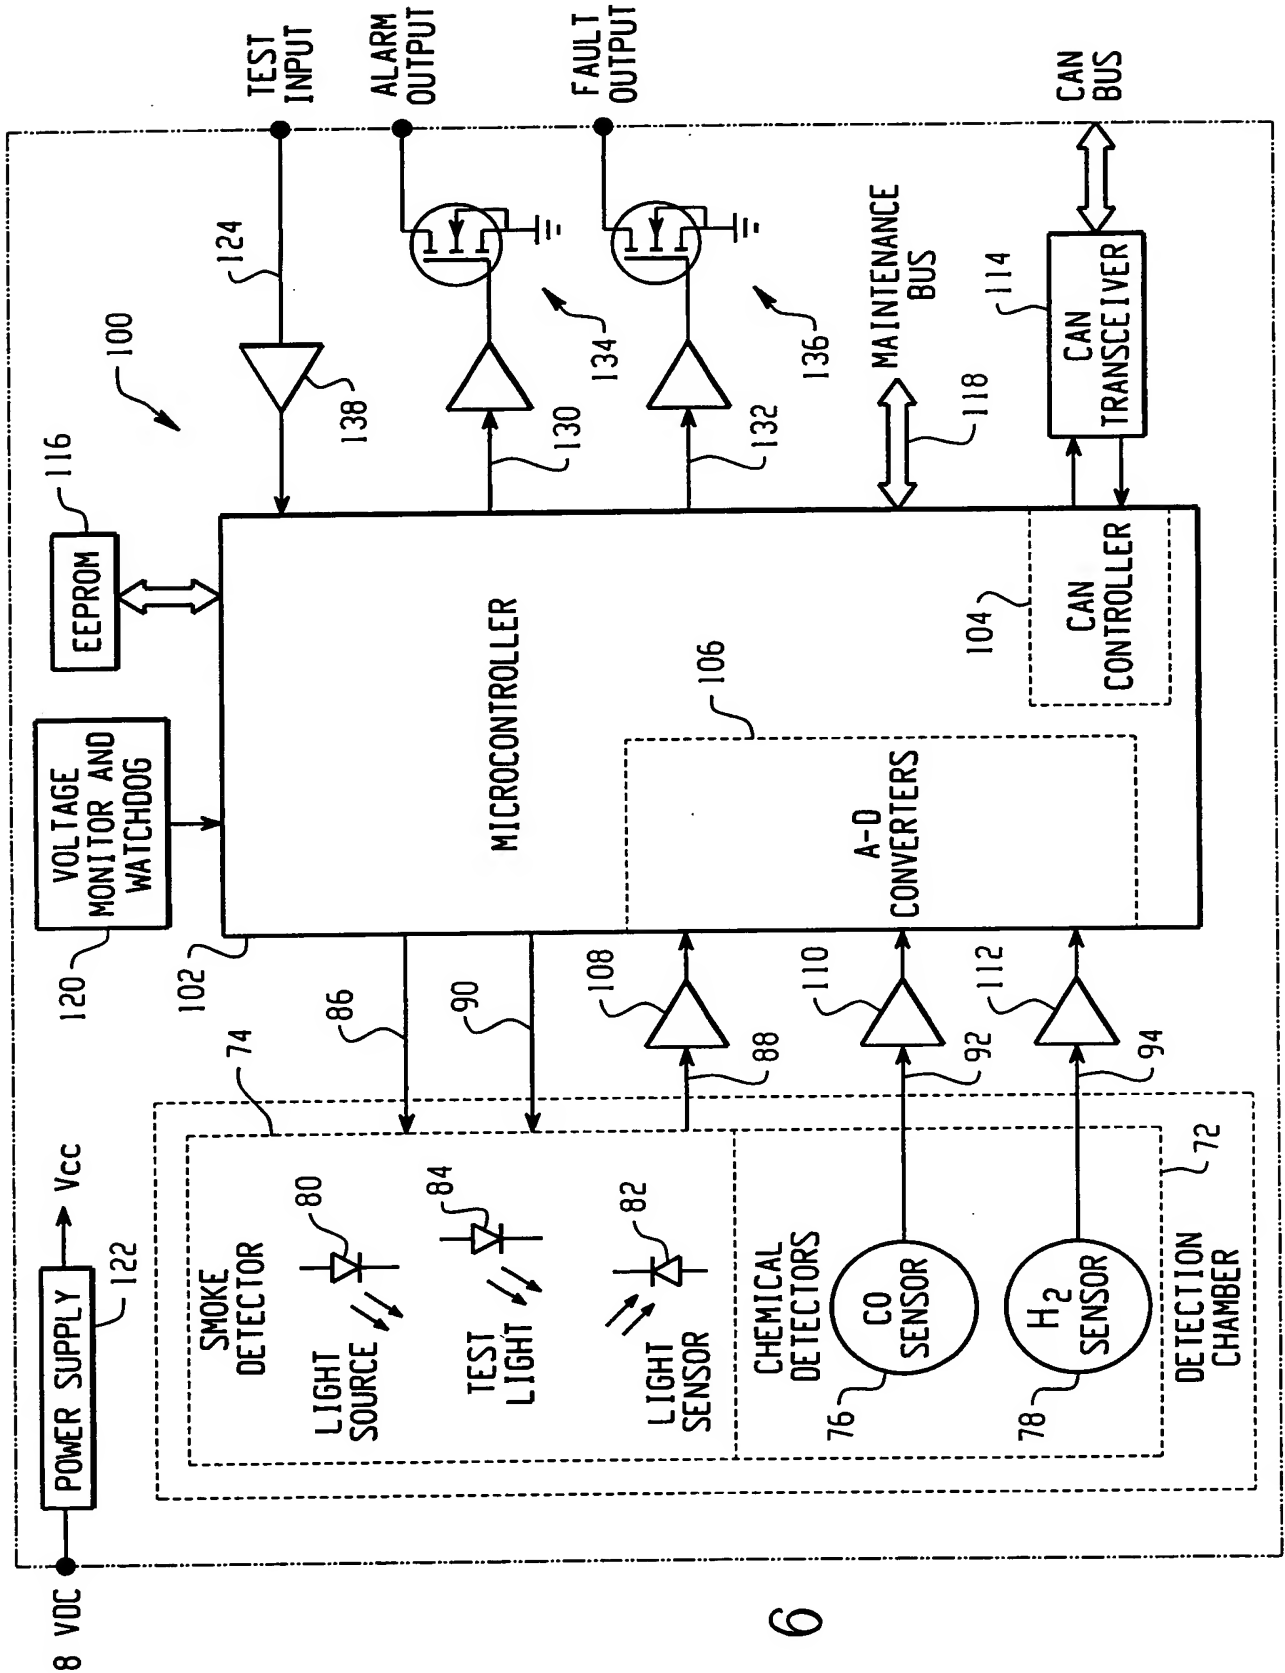 8 VDC
POWER SUPPLY
Vcc
122
VOLTAGE
MONITOR AND
WATCHDOG
120
EEPROM
116
100
TEST
INPUT
124
138
ALARM
OUTPUT
130
134
FAULT
OUTPUT
132
136
MAINTENANCE
BUS
118
CAN
BUS
CAN
TRANSCEIVER
114
CAN
CONTROLLER
104
MICROCONTROLLER
102
A-D
CONVERTERS
106
86
90
108
88
110
92
112
94
74
SMOKE
DETECTOR
LIGHT
SOURCE
80
TEST
LIGHT
84
LIGHT
SENSOR
82
CHEMICAL
DETECTORS
CO
SENSOR
76
H2
SENSOR
78
72
DETECTION
CHAMBER
6